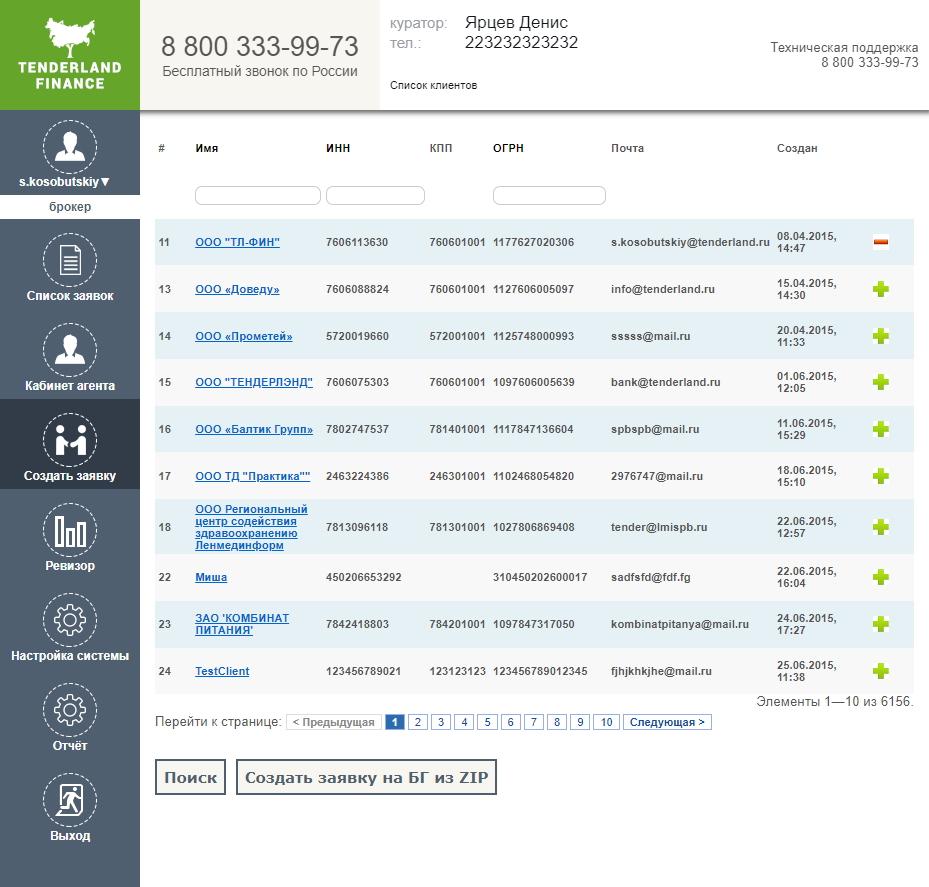 TENDERLAND
FINANCE
8 800 333-99-73
Бесплатный звонок по России
куратор: Ярцев Денис
тел.: 223232323232
Список клиентов
Техническая поддержка
8 800 333-99-73
s.kosobutskiy▼
брокер
Список заявок
Кабинет агента
Создать заявку
Ревизор
Настройка системы
Отчёт
Выход
# Имя ИНН КПП ОГРН Почта Создан
11 ООО "ТЛ-ФИН" 7606113630 760601001 1177627020306 s.kosobutskiy@tenderland.ru 08.04.2015,
14:47
13 ООО «Доведу» 7606088824 760601001 1127606005097 info@tenderland.ru 15.04.2015,
14:30
14 ООО «Прометей» 5720019660 572001001 1125748000993 sssss@mail.ru 20.04.2015,
11:33
15 ООО "ТЕНДЕРЛЭНД" 7606075303 760601001 1097606005639 bank@tenderland.ru 01.06.2015,
12:05
16 ООО «Балтик Групп» 7802747537 781401001 1117847136604 spbspb@mail.ru 11.06.2015,
15:29
17 ООО ТД "Практика"" 2463224386 246301001 1102468054820 2976747@mail.ru 18.06.2015,
15:10
18 ООО Региональный
центр содействия
здравоохранению
Ленмединформ 7813096118 781301001 1027806869408 tender@lmispb.ru 22.06.2015,
12:57
22 Миша 450206653292 310450202600017 sadfsfd@fdf.fg 22.06.2015,
16:04
23 ЗАО 'КОМБИНАТ
ПИТАНИЯ' 7842418803 784201001 1097847317050 kombinatpitanya@mail.ru 24.06.2015,
17:27
24 TestClient 123456789021 123123123 123456789012345 fjhjkhkjhe@mail.ru 25.06.2015,
11:38
Элементы 1—10 из 6156.
Перейти к странице: < Предыдущая 1 2 3 4 5 6 7 8 9 10 Следующая >
Поиск Создать заявку на БГ из ZIP